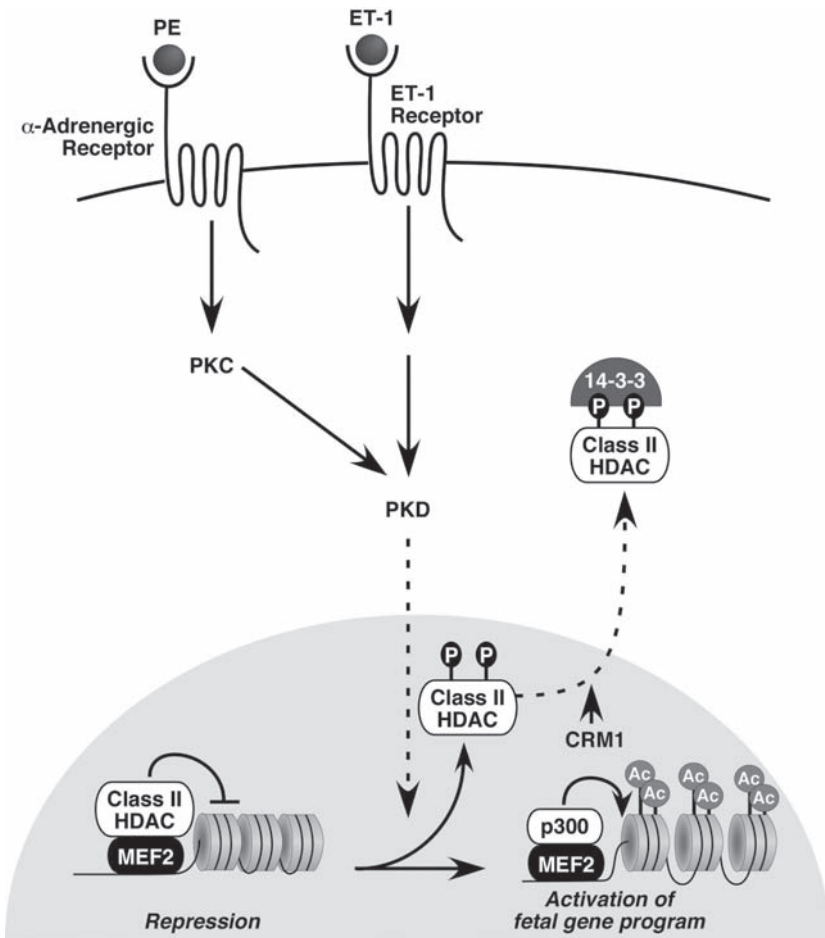 PE
ET-1
α-Adrenergic
Receptor
ET-1
Receptor
PKC
PKD
14-3-3
P P
Class II
HDAC
P P
Class II
HDAC
CRM1
Class II
HDAC
MEF2
Repression
p300
MEF2
Ac
Ac
Ac
Ac
Ac
Ac
Activation of
fetal gene program